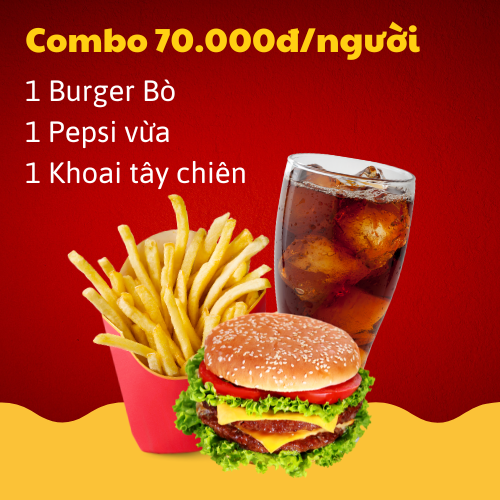 Combo 70.000đ/người
1 Burger Bò
1 Pepsi vừa
1 Khoai tây chiên